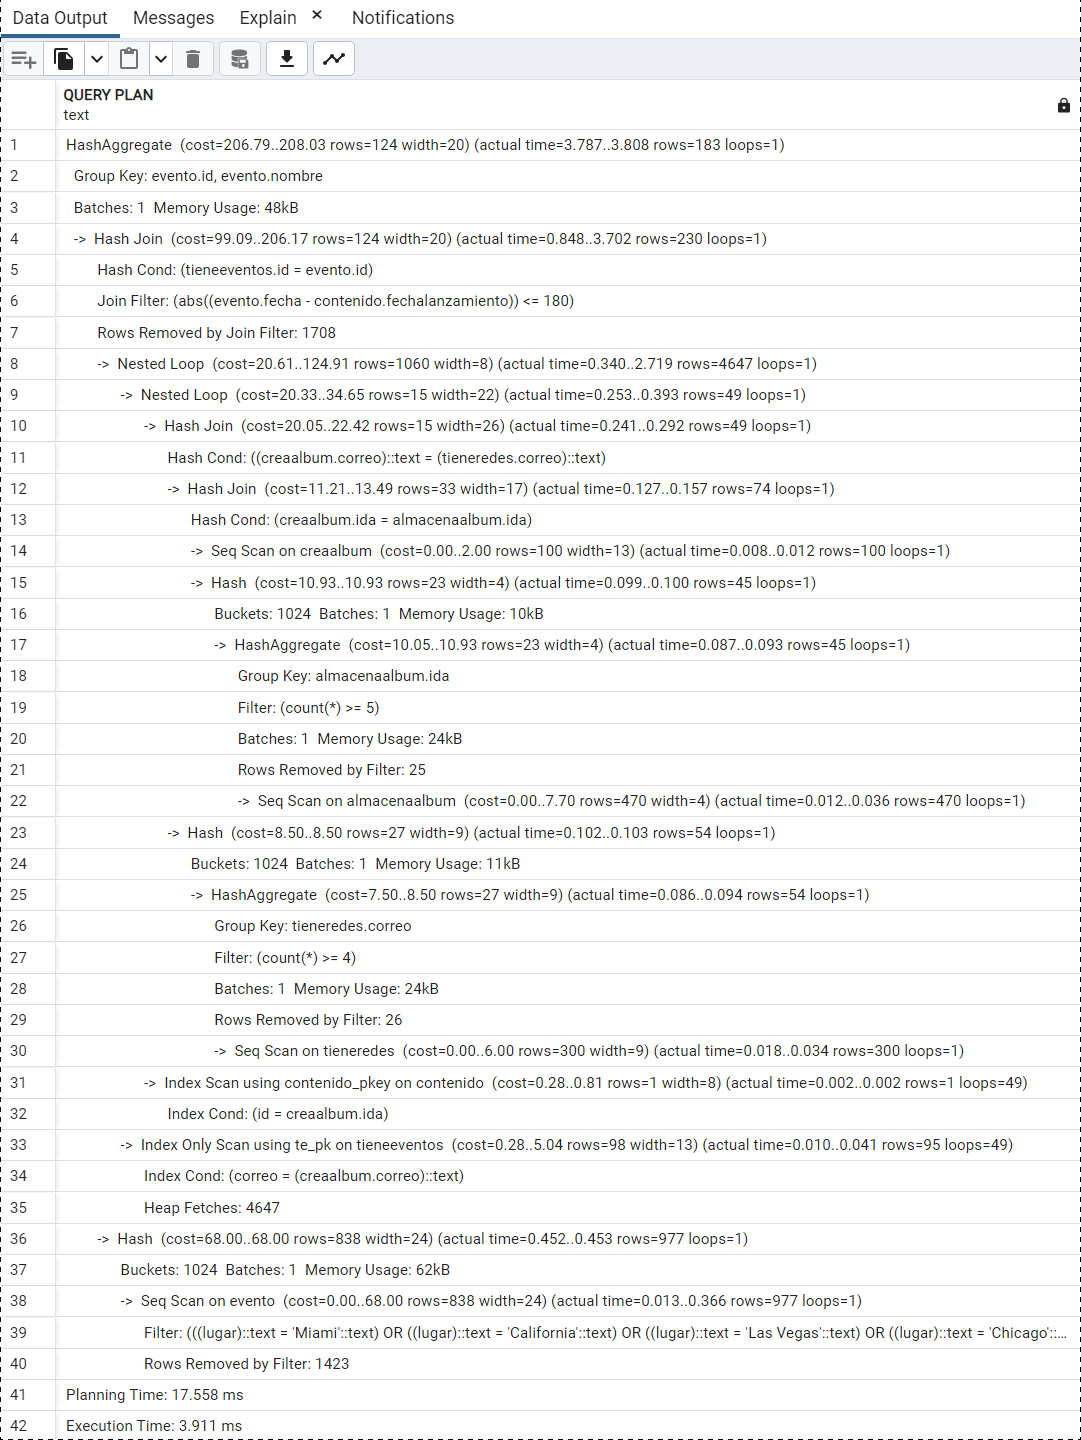 Data Output Messages Explain × Notifications
QUERY PLAN
text
1 HashAggregate (cost=206.79..208.03 rows=124 width=20) (actual time=3.787..3.808 rows=183 loops=1)
2 Group Key: evento.id, evento.nombre
3 Batches: 1 Memory Usage: 48kB
4 -> Hash Join (cost=99.09..206.17 rows=124 width=20) (actual time=0.848..3.702 rows=230 loops=1)
5 Hash Cond: (tieneeventos.id = evento.id)
6 Join Filter: (abs((evento.fecha - contenido.fechalanzamiento)) <= 180)
7 Rows Removed by Join Filter: 1708
8 -> Nested Loop (cost=20.61..124.91 rows=1060 width=8) (actual time=0.340..2.719 rows=4647 loops=1)
9 -> Nested Loop (cost=20.33..34.65 rows=15 width=22) (actual time=0.253..0.393 rows=49 loops=1)
10 -> Hash Join (cost=20.05..22.42 rows=15 width=26) (actual time=0.241..0.292 rows=49 loops=1)
11 Hash Cond: ((creaalbum.correo)::text = (tieneredes.correo)::text)
12 -> Hash Join (cost=11.21..13.49 rows=33 width=17) (actual time=0.127..0.157 rows=74 loops=1)
13 Hash Cond: (creaalbum.ida = almacenaalbum.ida)
14 -> Seq Scan on creaalbum (cost=0.00..2.00 rows=100 width=13) (actual time=0.008..0.012 rows=100 loops=1)
15 -> Hash (cost=10.93..10.93 rows=23 width=4) (actual time=0.099..0.100 rows=45 loops=1)
16 Buckets: 1024 Batches: 1 Memory Usage: 10kB
17 -> HashAggregate (cost=10.05..10.93 rows=23 width=4) (actual time=0.087..0.093 rows=45 loops=1)
18 Group Key: almacenaalbum.ida
19 Filter: (count(*) >= 5)
20 Batches: 1 Memory Usage: 24kB
21 Rows Removed by Filter: 25
22 -> Seq Scan on almacenaalbum (cost=0.00..7.70 rows=470 width=4) (actual time=0.012..0.036 rows=470 loops=1)
23 -> Hash (cost=8.50..8.50 rows=27 width=9) (actual time=0.102..0.103 rows=54 loops=1)
24 Buckets: 1024 Batches: 1 Memory Usage: 11kB
25 -> HashAggregate (cost=7.50..8.50 rows=27 width=9) (actual time=0.086..0.094 rows=54 loops=1)
26 Group Key: tieneredes.correo
27 Filter: (count(*) >= 4)
28 Batches: 1 Memory Usage: 24kB
29 Rows Removed by Filter: 26
30 -> Seq Scan on tieneredes (cost=0.00..6.00 rows=300 width=9) (actual time=0.018..0.034 rows=300 loops=1)
31 -> Index Scan using contenido_pkey on contenido (cost=0.28..0.81 rows=1 width=8) (actual time=0.002..0.002 rows=1 loops=49)
32 Index Cond: (id = creaalbum.ida)
33 -> Index Only Scan using te_pk on tieneeventos (cost=0.28..5.04 rows=98 width=13) (actual time=0.010..0.041 rows=95 loops=49)
34 Index Cond: (correo = (creaalbum.correo)::text)
35 Heap Fetches: 4647
36 -> Hash (cost=68.00..68.00 rows=838 width=24) (actual time=0.452..0.453 rows=977 loops=1)
37 Buckets: 1024 Batches: 1 Memory Usage: 62kB
38 -> Seq Scan on evento (cost=0.00..68.00 rows=838 width=24) (actual time=0.013..0.366 rows=977 loops=1)
39 Filter: (((lugar)::text = 'Miami'::text) OR ((lugar)::text = 'California'::text) OR ((lugar)::text = 'Las Vegas'::text) OR ((lugar)::text = 'Chicago'::...
40 Rows Removed by Filter: 1423
41 Planning Time: 17.558 ms
42 Execution Time: 3.911 ms